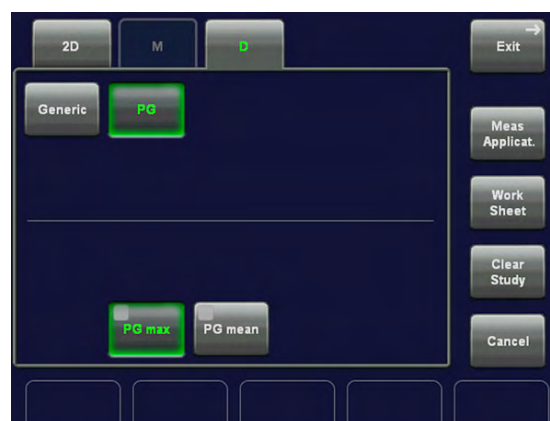 2D
M
D
Exit
Generic
PG
Meas
Applicat.
Work
Sheet
Clear
Study
PG max
PG mean
Cancel